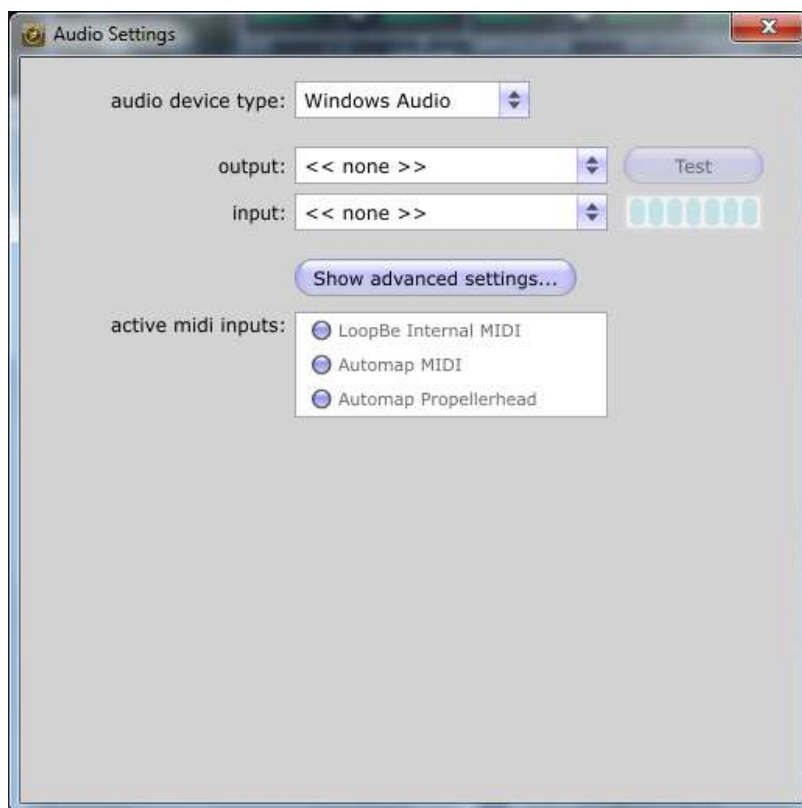 Audio Settings
audio device type: Windows Audio
output: << none >> Test
input: << none >>
Show advanced settings...
active midi inputs: LoopBe Internal MIDI
Automap MIDI
Automap Propellerhead